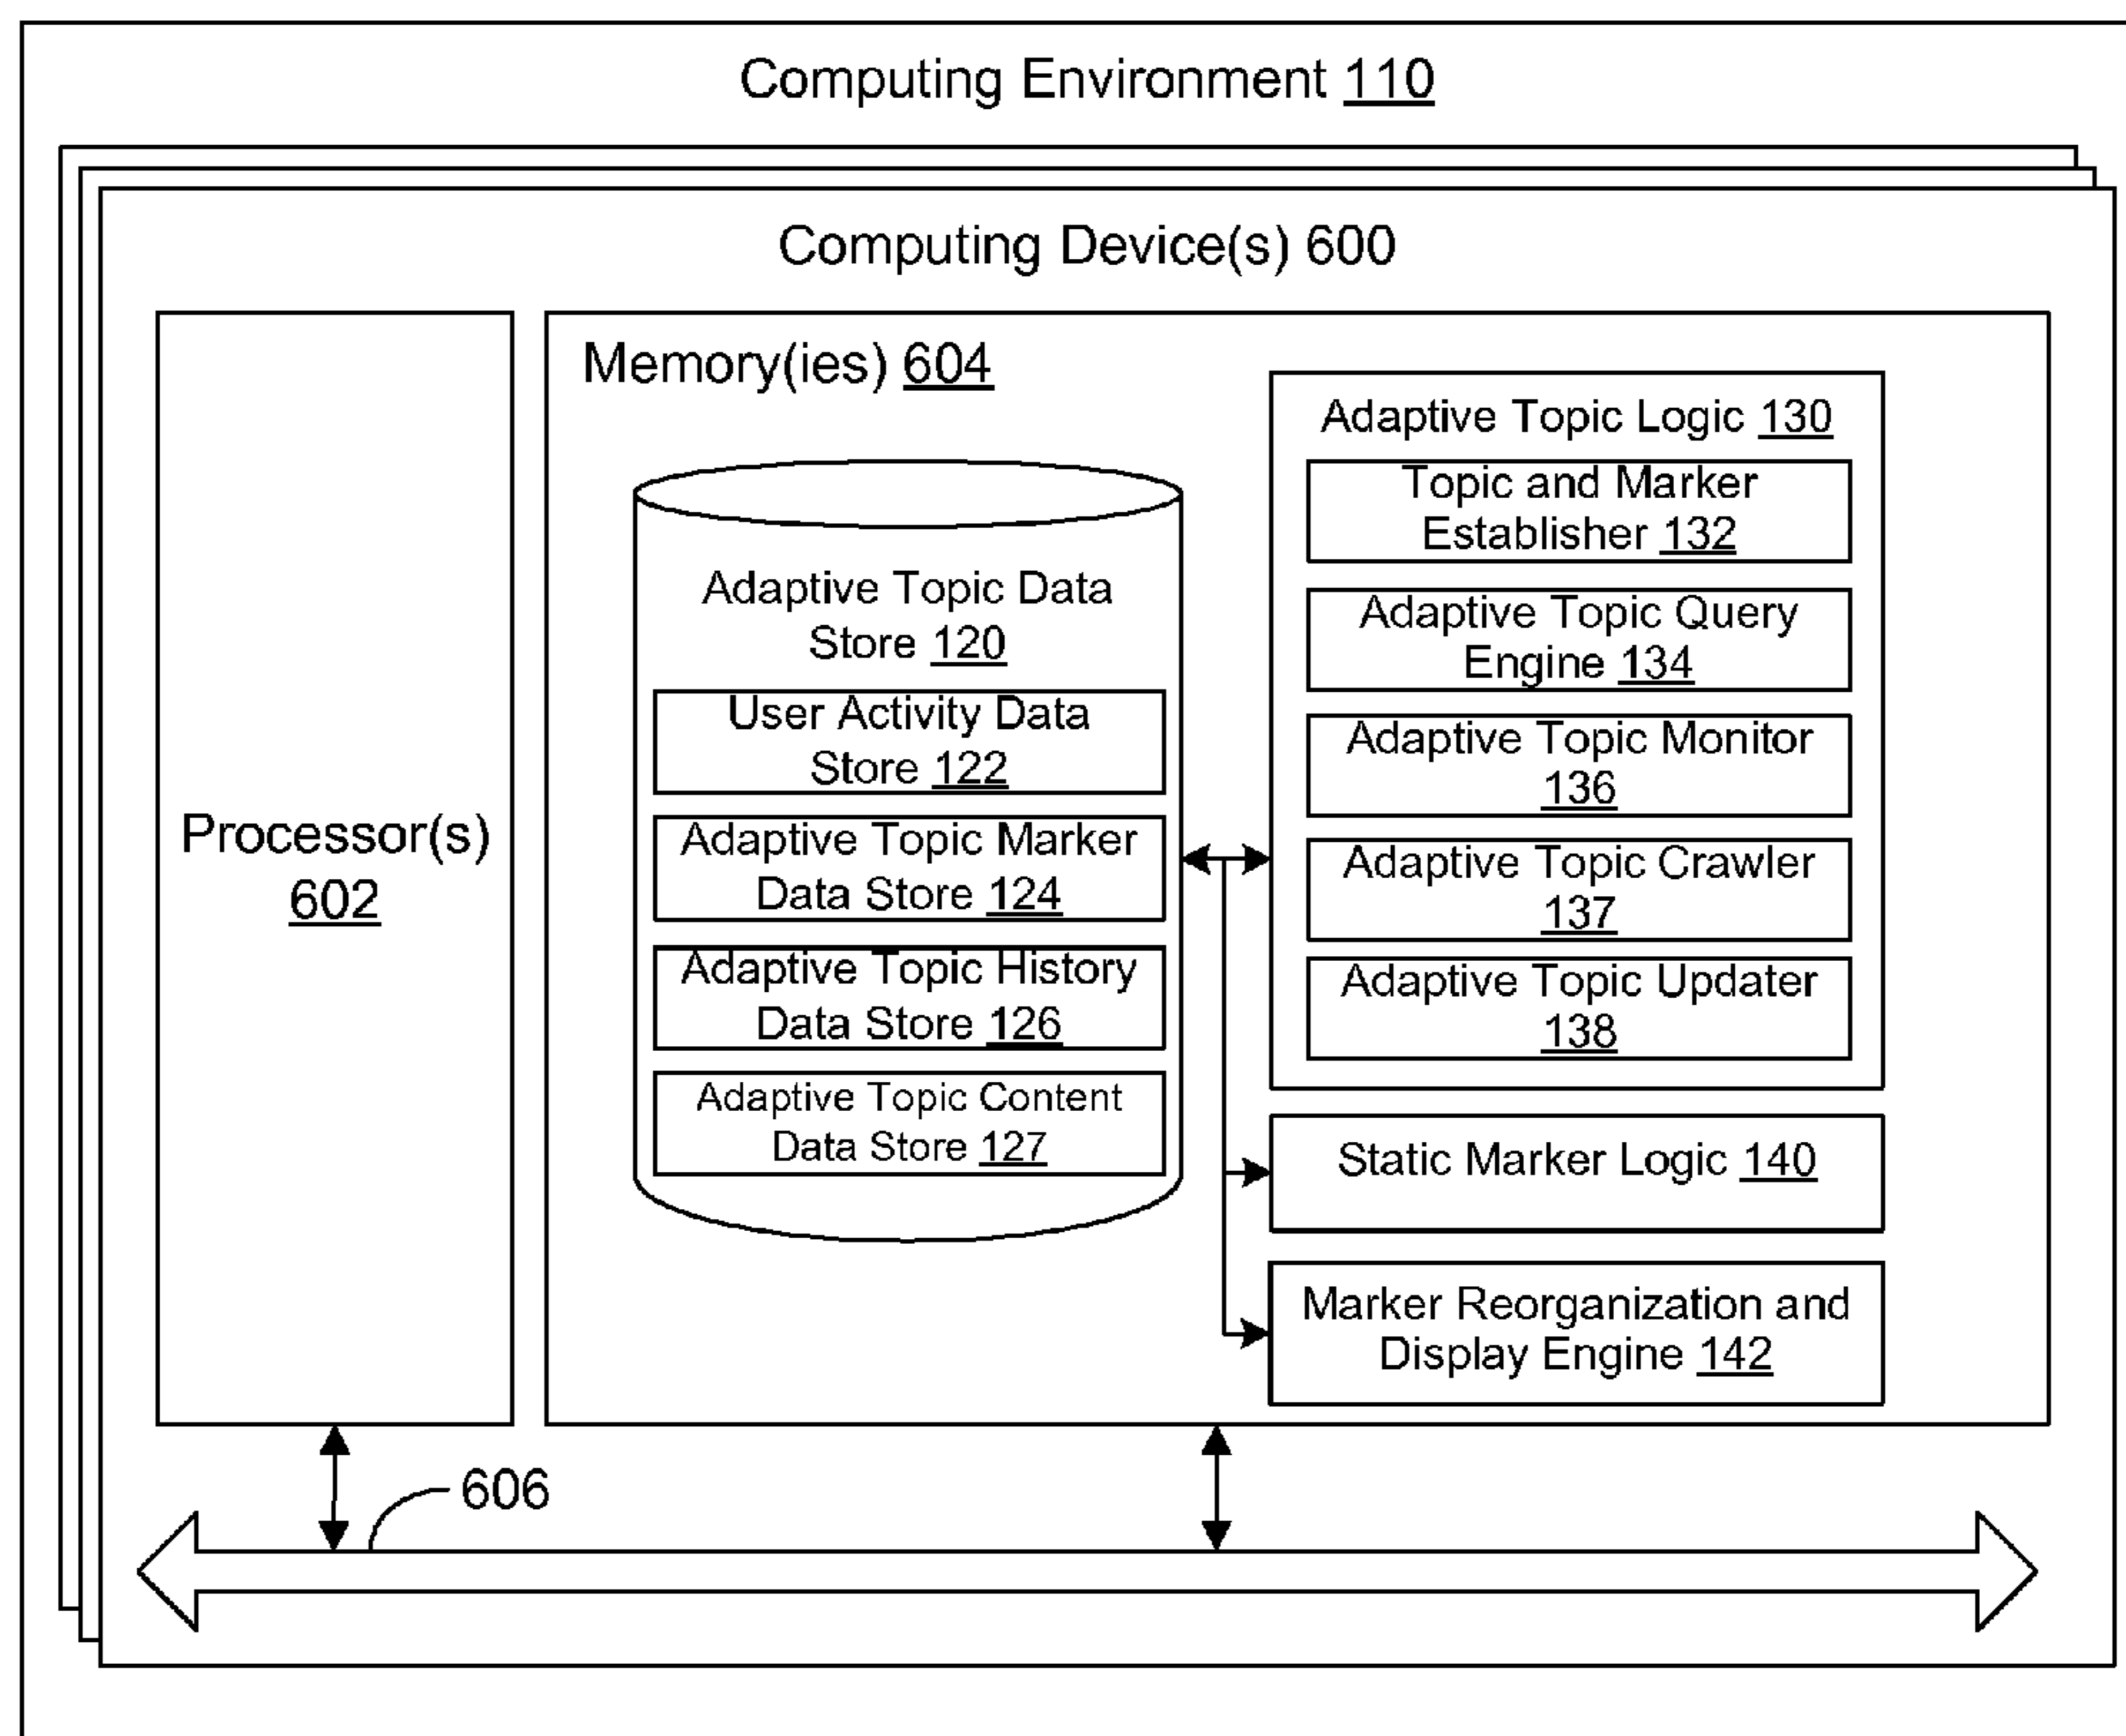 Computing Environment 110
Computing Device(s) 600
Processor(s)
602
Memory(ies) 604
Adaptive Topic Data
Store 120
User Activity Data
Store 122
Adaptive Topic Marker
Data Store 124
Adaptive Topic History
Data Store 126
Adaptive Topic Content
Data Store 127
Adaptive Topic Logic 130
Topic and Marker
Establisher 132
Adaptive Topic Query
Engine 134
Adaptive Topic Monitor
136
Adaptive Topic Crawler
137
Adaptive Topic Updater
138
Static Marker Logic 140
Marker Reorganization and
Display Engine 142
606